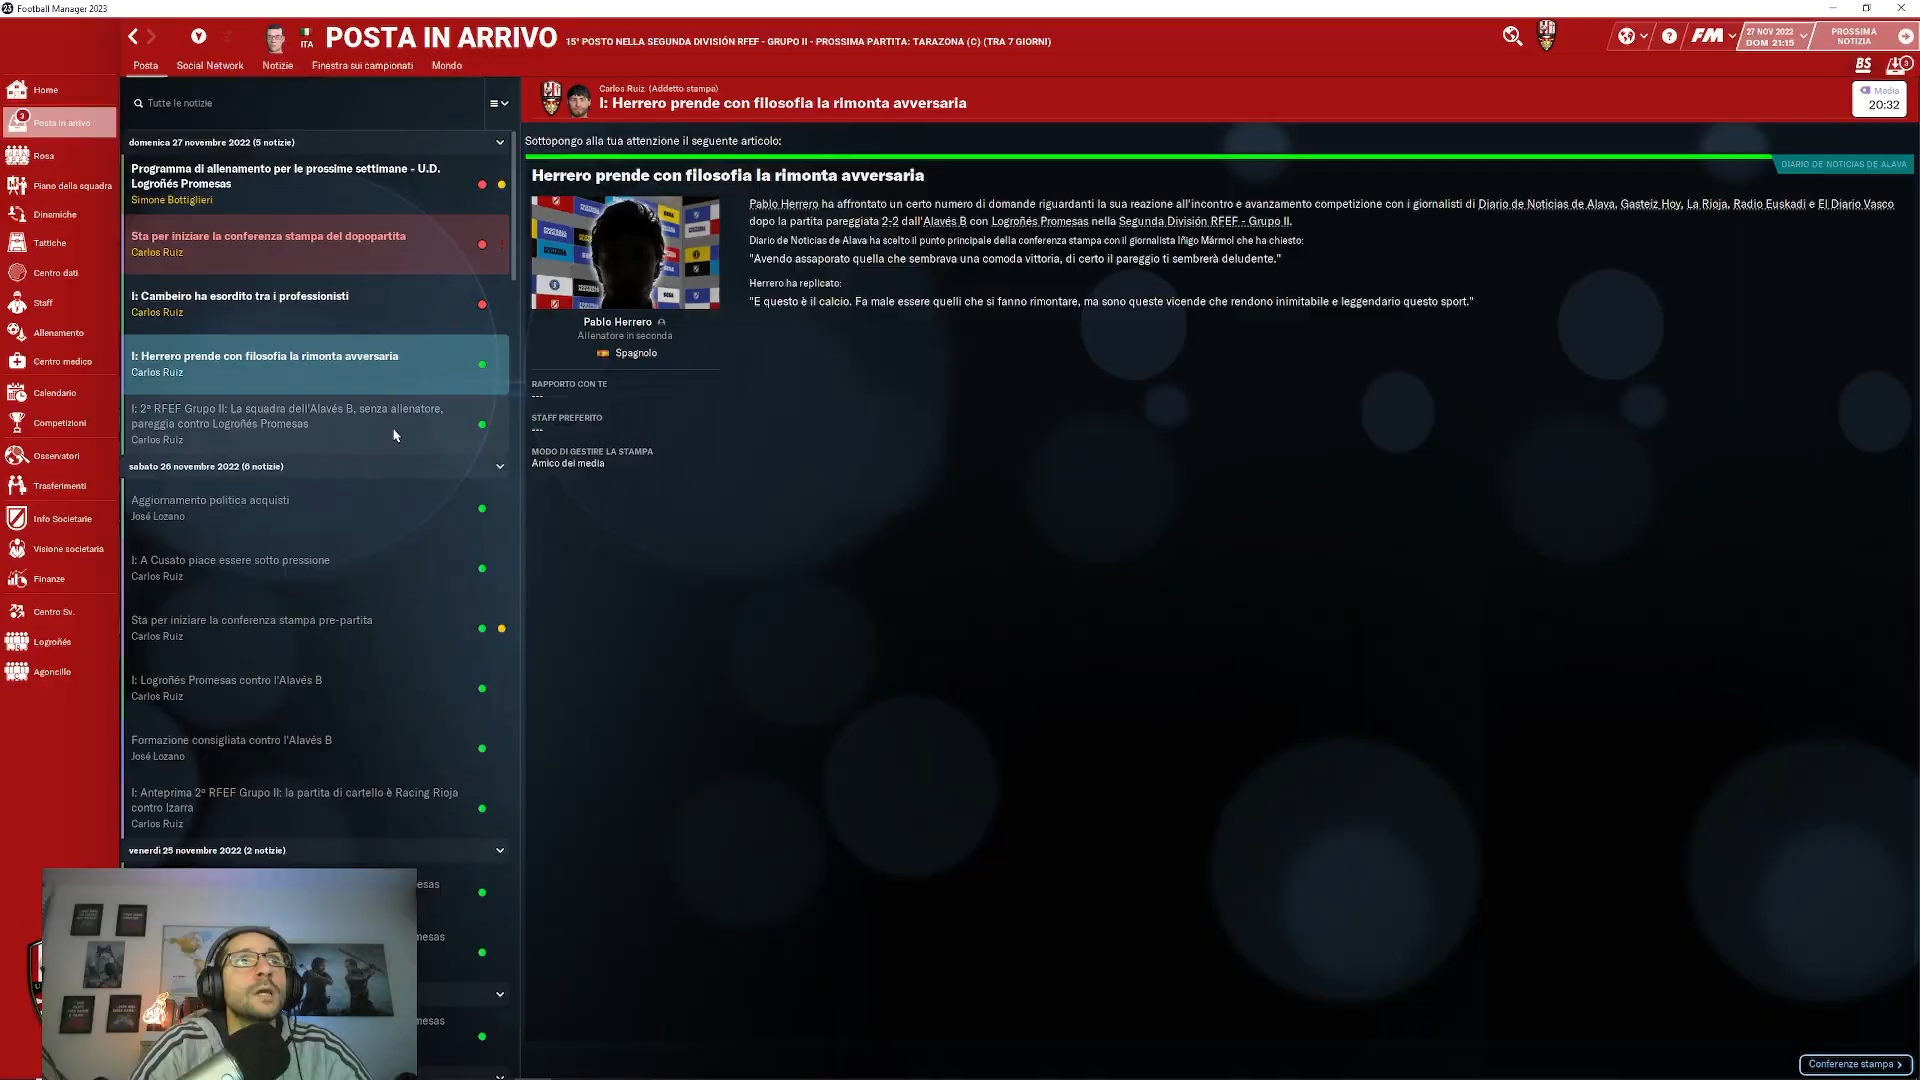 Football Manager 2023
ITA
POSTA IN ARRIVO
15° POSTO NELLA SEGUNDA DIVISIÓN RFEF - GRUPO II - PROSSIMA PARTITA: TARAZONA (C) (TRA 7 GIORNI)
FM
27 NOV 2022
DOM 21:15
PROSSIMA
NOTIZIA
Posta
Social Network
Notizie
Finestra sui campionati
Mondo
BS
3
Home
3
Posta in arrivo
Rosa
Piano della squadra
Dinamiche
Tattiche
Centro dati
Staff
Allenamento
Centro medico
Calendario
Competizioni
Osservatori
Trasferimenti
Info Societarie
Visione societaria
Finanze
Centro Sv.
Logroñés
Agoncillo
Tutte le notizie
domenica 27 novembre 2022 (5 notizie)
Programma di allenamento per le prossime settimane - U.D.
Logroñés Promesas
Simone Bottiglieri
Sta per iniziare la conferenza stampa del dopopartita
Carlos Ruiz
I: Cambeiro ha esordito tra i professionisti
Carlos Ruiz
I: Herrero prende con filosofia la rimonta avversaria
Carlos Ruiz
I: 2ª RFEF Grupo II: La squadra dell'Alavés B, senza allenatore,
pareggia contro Logroñés Promesas
Carlos Ruiz
sabato 26 novembre 2022 (6 notizie)
Aggiornamento politica acquisti
José Lozano
I: A Cusato piace essere sotto pressione
Carlos Ruiz
Sta per iniziare la conferenza stampa pre-partita
Carlos Ruiz
I: Logroñés Promesas contro l'Alavés B
Carlos Ruiz
Formazione consigliata contro l'Alavés B
José Lozano
I: Anteprima 2ª RFEF Grupo II: la partita di cartello è Racing Rioja
contro Izarra
Carlos Ruiz
venerdì 25 novembre 2022 (2 notizie)
esas
nesas
nesas
Carlos Ruiz (Addetto stampa)
I: Herrero prende con filosofia la rimonta avversaria
Media
20:32
Sottopongo alla tua attenzione il seguente articolo:
DIARIO DE NOTICIAS DE ALAVA
Herrero prende con filosofia la rimonta avversaria
Pablo Herrero ha affrontato un certo numero di domande riguardanti la sua reazione all'incontro e avanzamento competizione con i giornalisti di Diario de Noticias de Alava, Gasteiz Hoy, La Rioja, Radio Euskadi e El Diario Vasco
dopo la partita pareggiata 2-2 dall'Alavés B con Logroñés Promesas nella Segunda División RFEF - Grupo II.
Diario de Noticias de Alava ha scelto il punto principale della conferenza stampa con il giornalista Iñigo Mármol che ha chiesto:
"Avendo assaporato quella che sembrava una comoda vittoria, di certo il pareggio ti sembrerà deludente."
Herrero ha replicato:
"E questo è il calcio. Fa male essere quelli che si fanno rimontare, ma sono queste vicende che rendono inimitabile e leggendario questo sport."
Pablo Herrero
Allenatore in seconda
Spagnolo
RAPPORTO CON TE
---
STAFF PREFERITO
---
MODO DI GESTIRE LA STAMPA
Amico dei media
Conferenze stampa